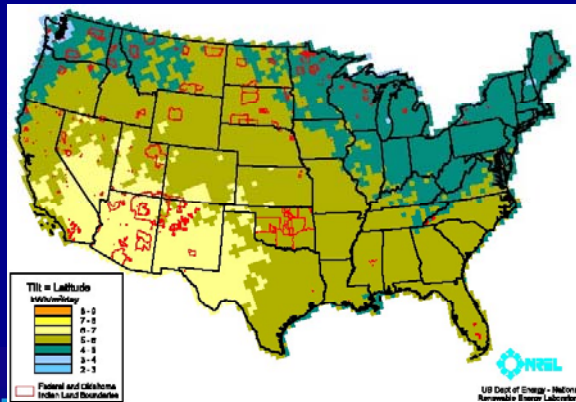 Tilt = Latitude
kWh/m²/day
8 - 9
7 - 8
6 - 7
5 - 6
4 - 5
3 - 4
2 - 3
Federal and Oklahoma
Indian Land Boundaries
NREL
US Dept of Energy - National
Renewable Energy Laboratory